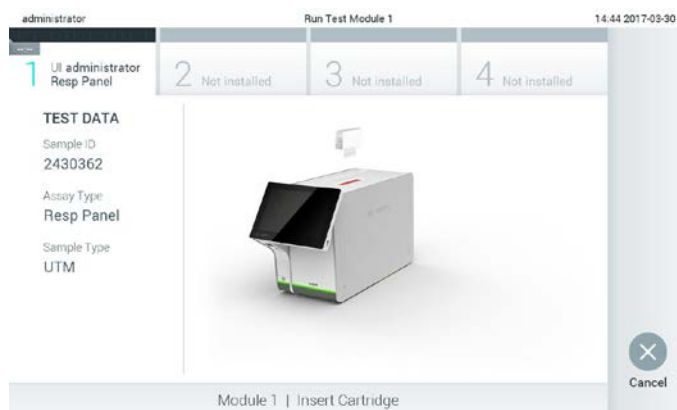 administrator Run Test Module 1 14:44 2017-03-30
--:--
1 UI administrator
Resp Panel
2 Not installed
3 Not installed
4 Not installed
TEST DATA
Sample ID
2430362
Assay Type
Resp Panel
Sample Type
UTM
Cancel
Module 1 | Insert Cartridge